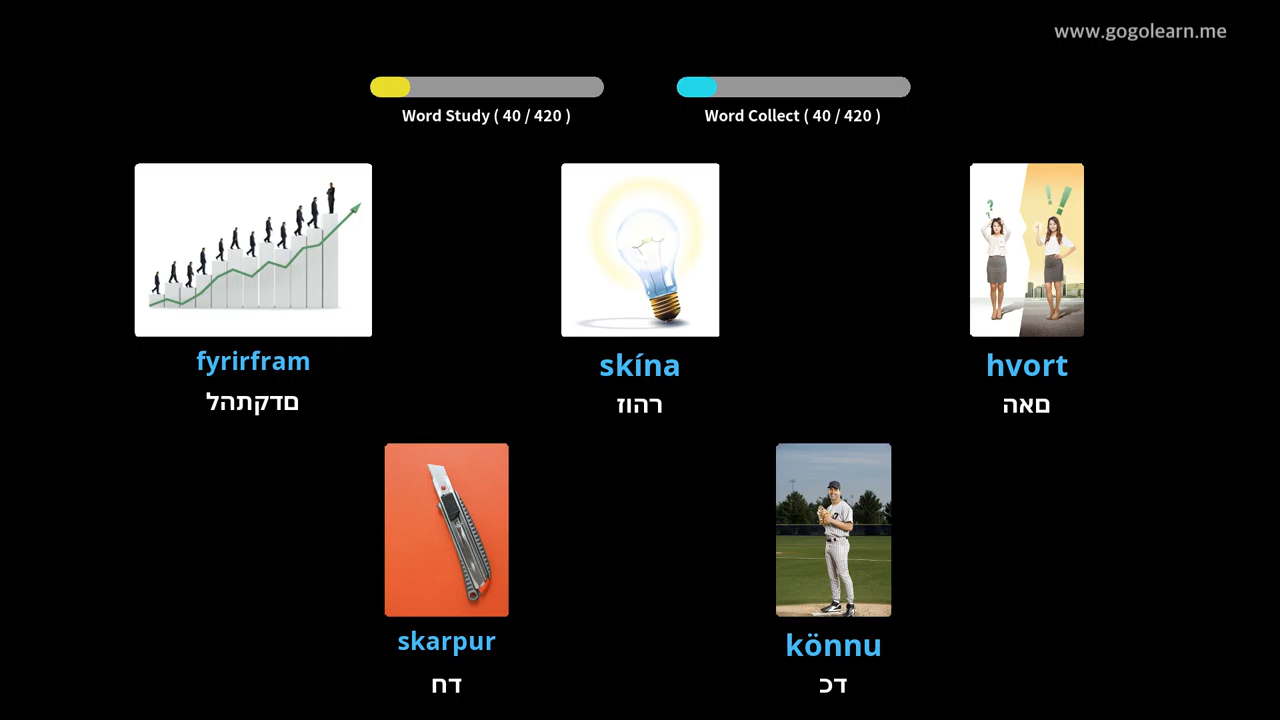 www.gogolearn.me
Word Study ( 40 / 420 )
Word Collect ( 40 / 420 )
fyrirfram
םדקתהל
skína
רהוז
hvort
םאה
skarpur
דח
könnu
דכ